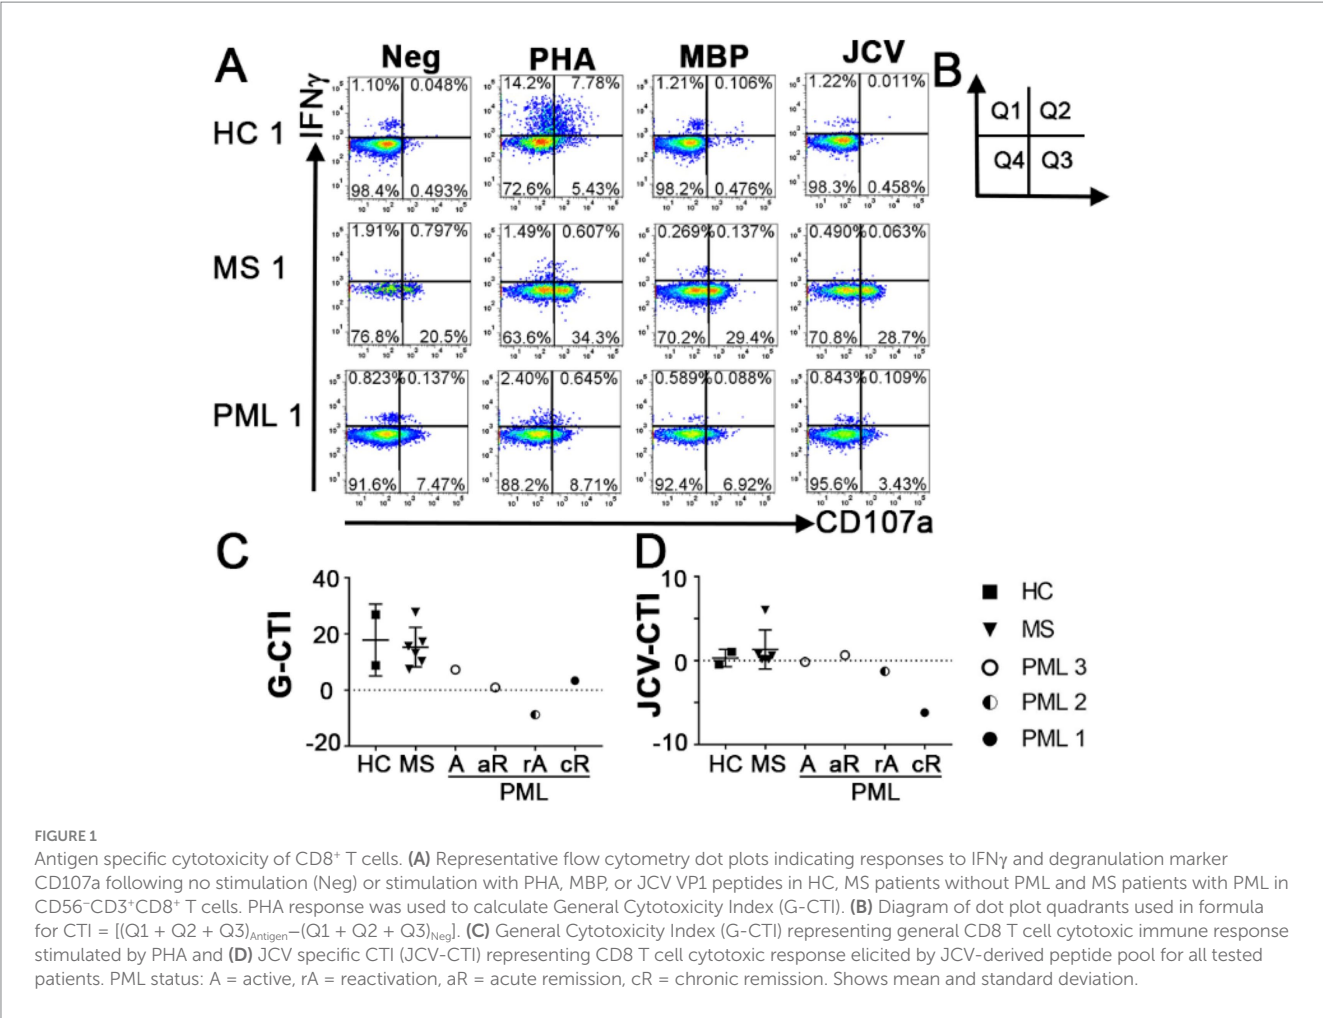 A
Neg
PHA
MBP
JCV
B
IFNγ
HC 1
1.10% 0.048%
98.4% 0.493%
14.2% 7.78%
72.6% 5.43%
1.21% 0.106%
98.2% 0.476%
1.22% 0.011%
98.3% 0.458%
Q1 Q2
Q4 Q3
MS 1
1.91% 0.797%
76.8% 20.5%
1.49% 0.607%
63.6% 34.3%
0.269% 0.137%
70.2% 29.4%
0.490% 0.063%
70.8% 28.7%
PML 1
0.823% 0.137%
91.6% 7.47%
2.40% 0.645%
88.2% 8.71%
0.589% 0.088%
92.4% 6.92%
0.843% 0.109%
95.6% 3.43%
CD107a
C
G-CTI
40
20
0
-20
HC MS A aR rA cR
PML
D
JCV-CTI
10
0
-10
HC MS A aR rA cR
PML
HC
MS
PML 3
PML 2
PML 1
FIGURE 1
Antigen specific cytotoxicity of CD8⁺ T cells. (A) Representative flow cytometry dot plots indicating responses to IFNγ and degranulation marker
CD107a following no stimulation (Neg) or stimulation with PHA, MBP, or JCV VP1 peptides in HC, MS patients without PML and MS patients with PML in
CD56⁻CD3⁺CD8⁺ T cells. PHA response was used to calculate General Cytotoxicity Index (G-CTI). (B) Diagram of dot plot quadrants used in formula
for CTI = [(Q1 + Q2 + Q3)Antigen–(Q1 + Q2 + Q3)Neg]. (C) General Cytotoxicity Index (G-CTI) representing general CD8 T cell cytotoxic immune response
stimulated by PHA and (D) JCV specific CTI (JCV-CTI) representing CD8 T cell cytotoxic response elicited by JCV-derived peptide pool for all tested
patients. PML status: A = active, rA = reactivation, aR = acute remission, cR = chronic remission. Shows mean and standard deviation.